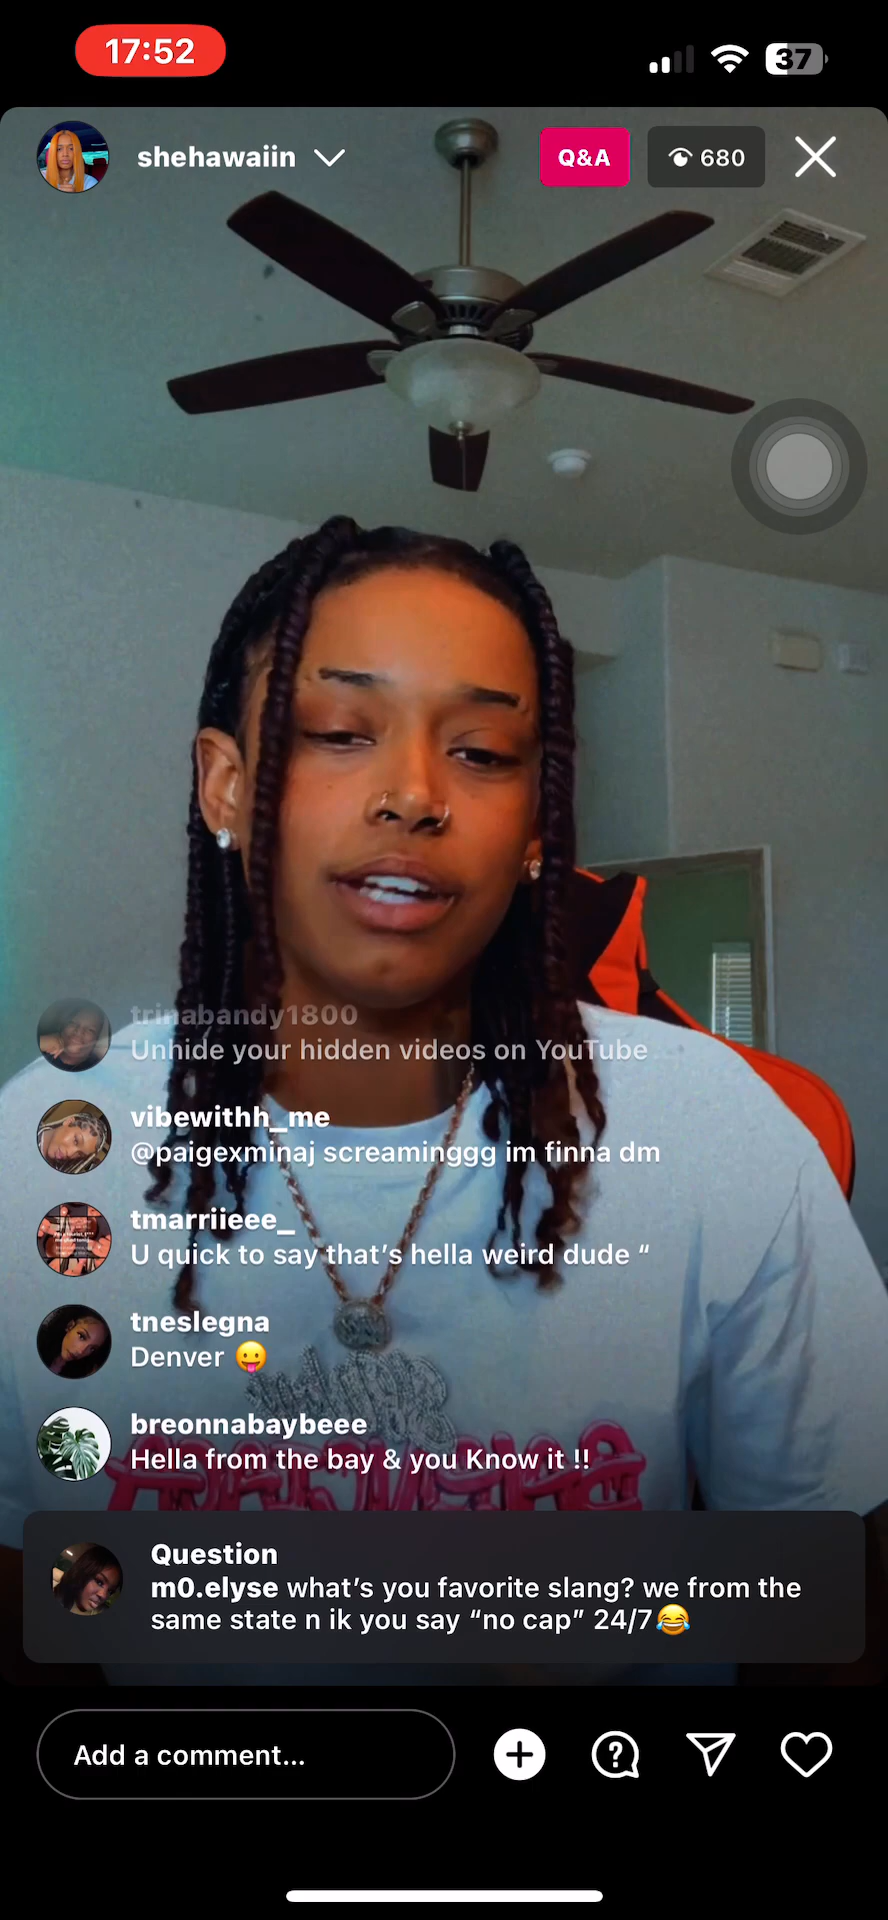 17:52
37
shehawaiin
Q&A
680
trinabandy1800
Unhide your hidden videos on YouTube
vibewithh_me
@paigexminaj screaminggg im finna dm
tmarriieee_
U quick to say that’s hella weird dude “
tneslegna
Denver 😛
breonnabaybeee
Hella from the bay & you Know it !!
Question
m0.elyse what’s you favorite slang? we from the
same state n ik you say “no cap” 24/7😂
Add a comment...